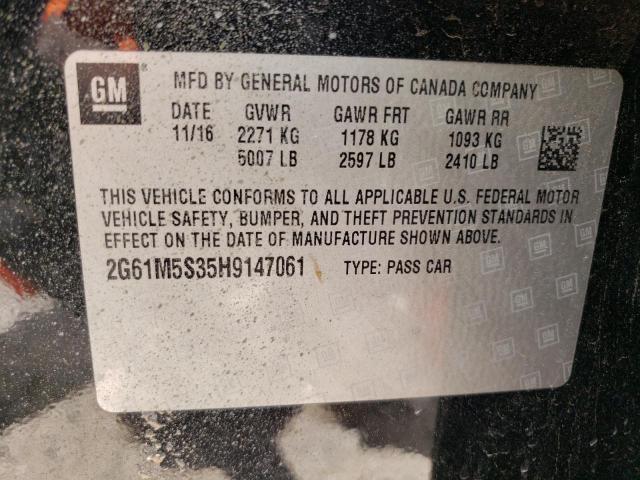 GM ® MFD BY GENERAL MOTORS OF CANADA COMPANY
DATE GVWR GAWR FRT GAWR RR
11/16 2271 KG 1178 KG 1093 KG
5007 LB 2597 LB 2410 LB
THIS VEHICLE CONFORMS TO ALL APPLICABLE U.S. FEDERAL MOTOR
VEHICLE SAFETY, BUMPER, AND THEFT PREVENTION STANDARDS IN
EFFECT ON THE DATE OF MANUFACTURE SHOWN ABOVE.
2G61M5S35H9147061 TYPE: PASS CAR